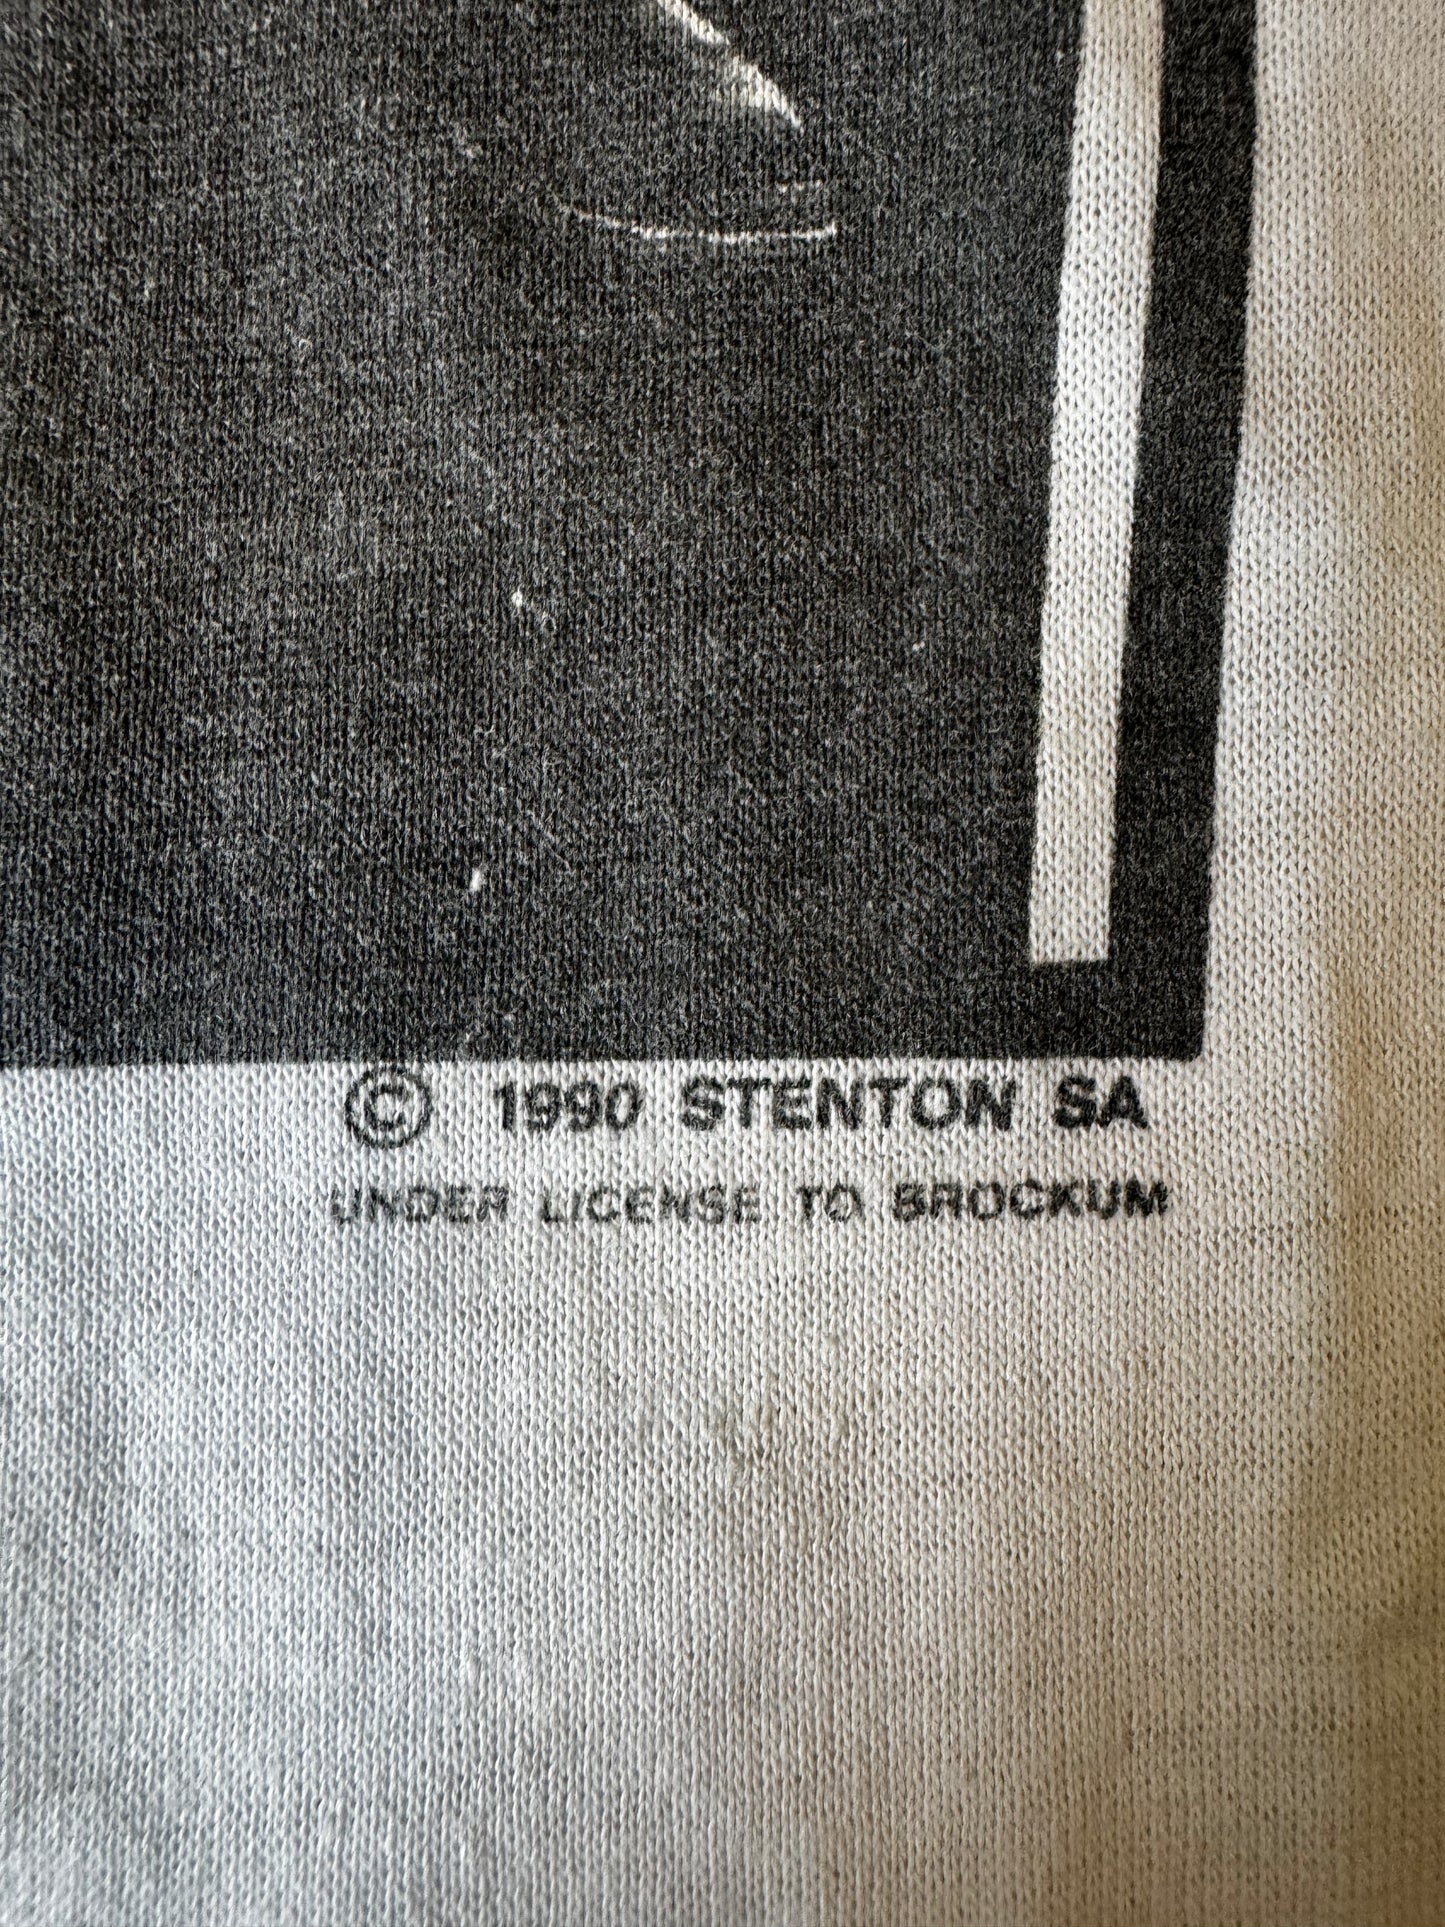 © 1990 STENTON SA
UNDER LICENSE TO BROCKUM